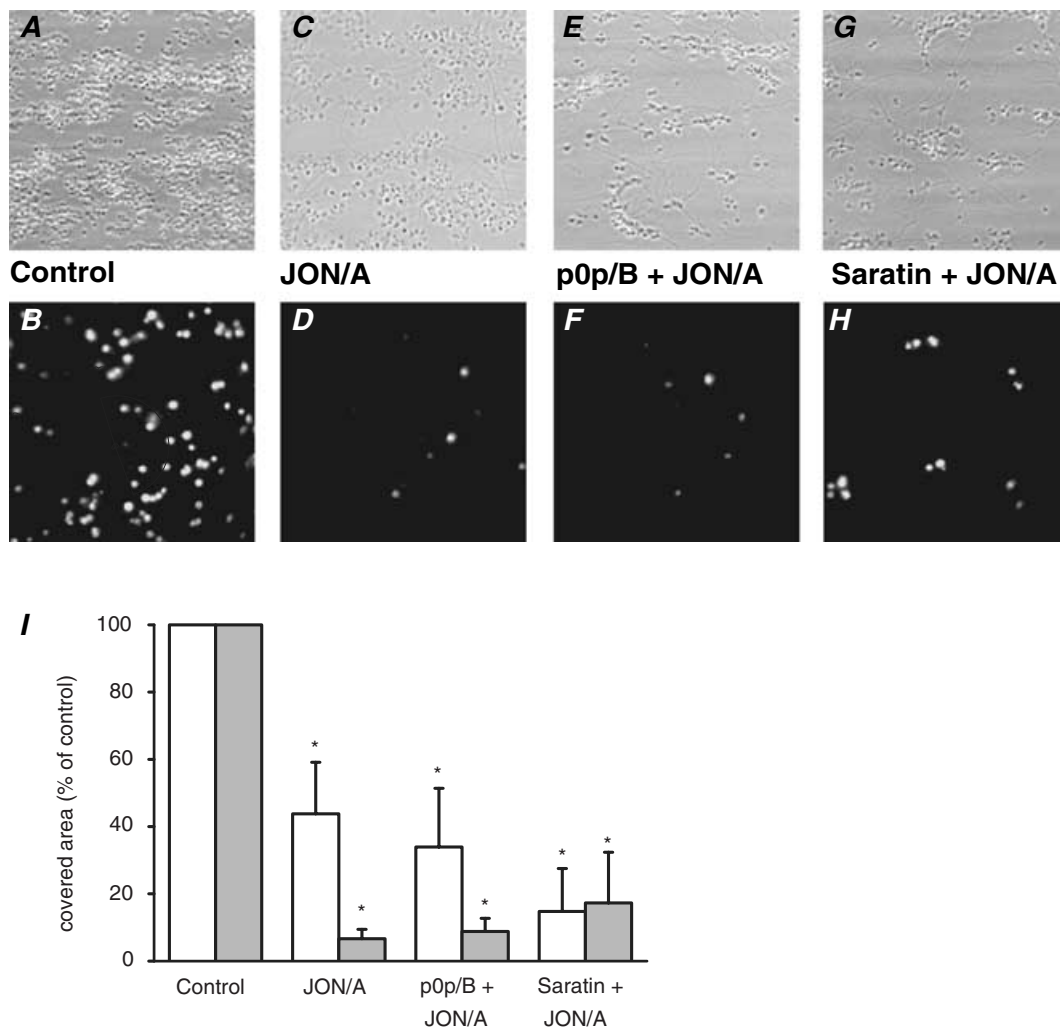 A
C
E
G
Control
JON/A
p0p/B + JON/A
Saratin + JON/A
B
D
F
H
I
covered area (% of control)
100
80
60
40
20
0
*
*
*
*
*
*
Control
JON/A
p0p/B +
JON/A
Saratin +
JON/A